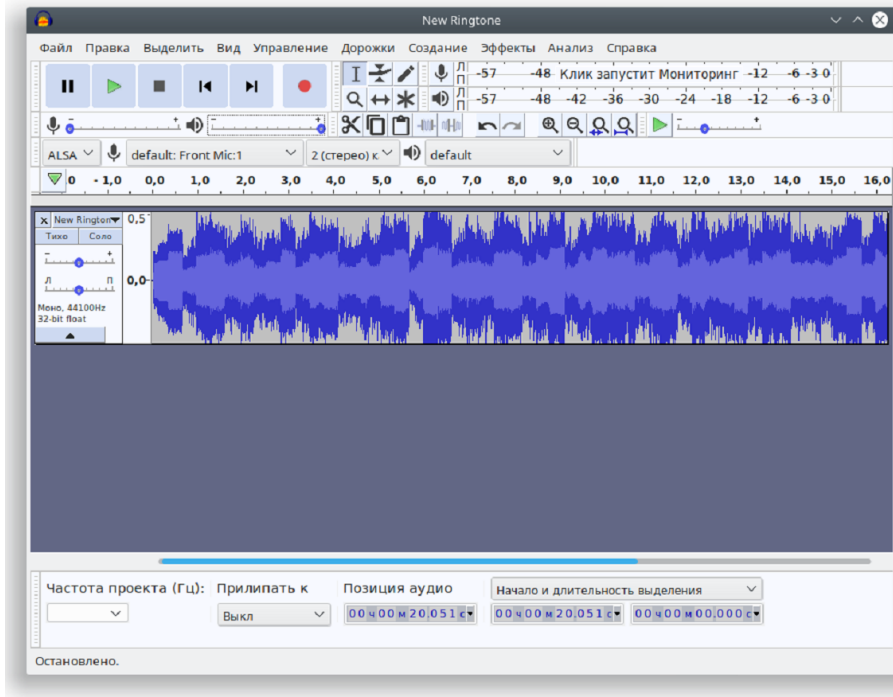 New Ringtone
Файл Правка Выделить Вид Управление Дорожки Создание Эффекты Анализ Справка
Л П -57 -48 Клик запустит Мониторинг -12 -6 -3 0
Л П -57 -48 -42 -36 -30 -24 -18 -12 -6 -3 0
- + - +
- +
ALSA default: Front Mic:1 2 (стерео) к default
0 - 1,0 0,0 1,0 2,0 3,0 4,0 5,0 6,0 7,0 8,0 9,0 10,0 11,0 12,0 13,0 14,0 15,0 16,0
x New Rington 0,5
Тихо Соло
- +
Л П 0,0
Моно, 44100Hz
32-bit float
Частота проекта (Гц): Прилипать к Позиция аудио Начало и длительность выделения
Выкл 00 ч 00 м 20,051 с 00 ч 00 м 20,051 с 00 ч 00 м 00,000 с
Остановлено.